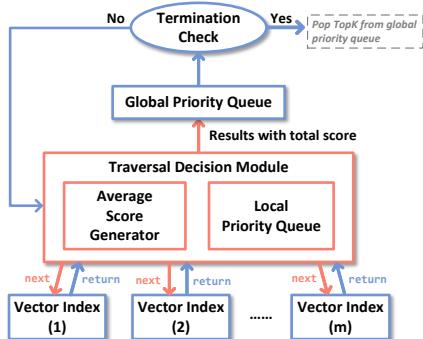 No
Termination
Check
Yes
Pop TopK from global
priority queue
Global Priority Queue
Results with total score
Traversal Decision Module
Average
Score
Generator
Local
Priority Queue
next
return
next
return
next
return
Vector Index
(1)
Vector Index
(2)
......
Vector Index
(m)